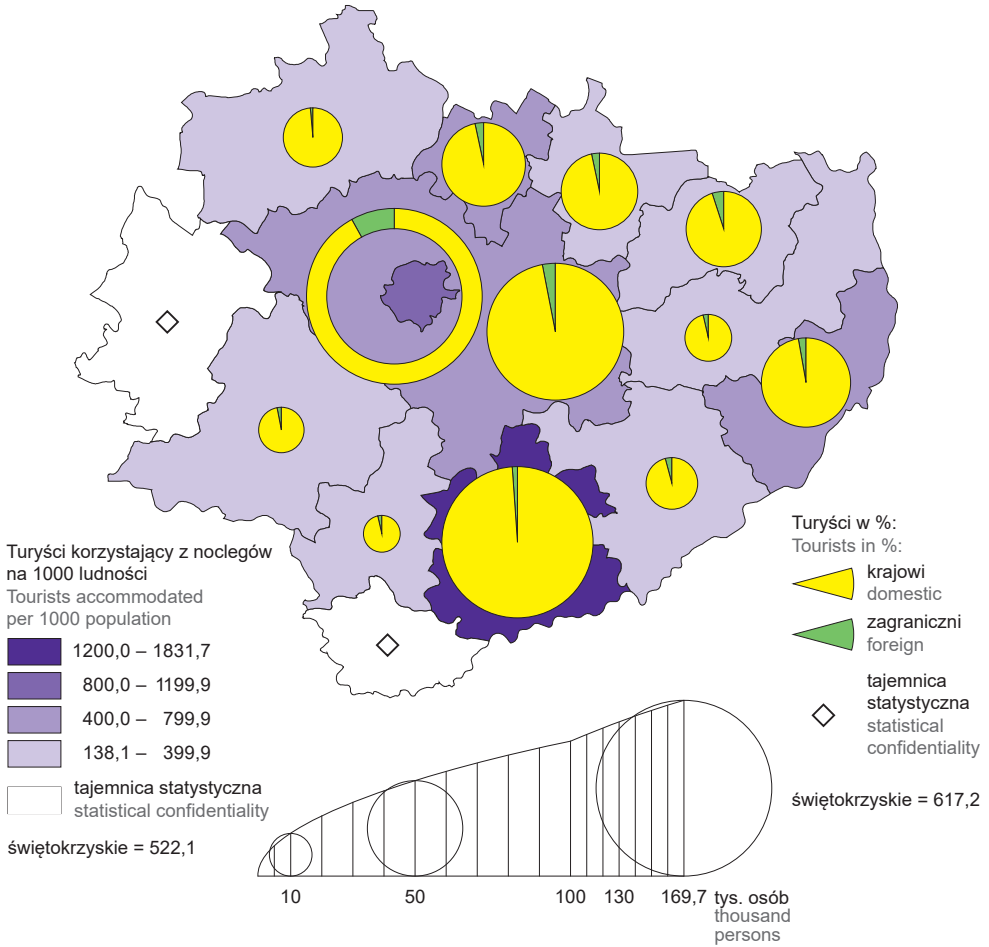 Turyści korzystający z noclegów
na 1000 ludności
Tourists accommodated
per 1000 population
1200,0 – 1831,7
800,0 – 1199,9
400,0 – 799,9
138,1 – 399,9
tajemnica statystyczna
statistical confidentiality
świętokrzyskie = 522,1
Turyści w %:
Tourists in %:
krajowi
domestic
zagraniczni
foreign
tajemnica
statystyczna
statistical
confidentiality
świętokrzyskie = 617,2
10 50 100 130 169,7 tys. osób
thousand
persons